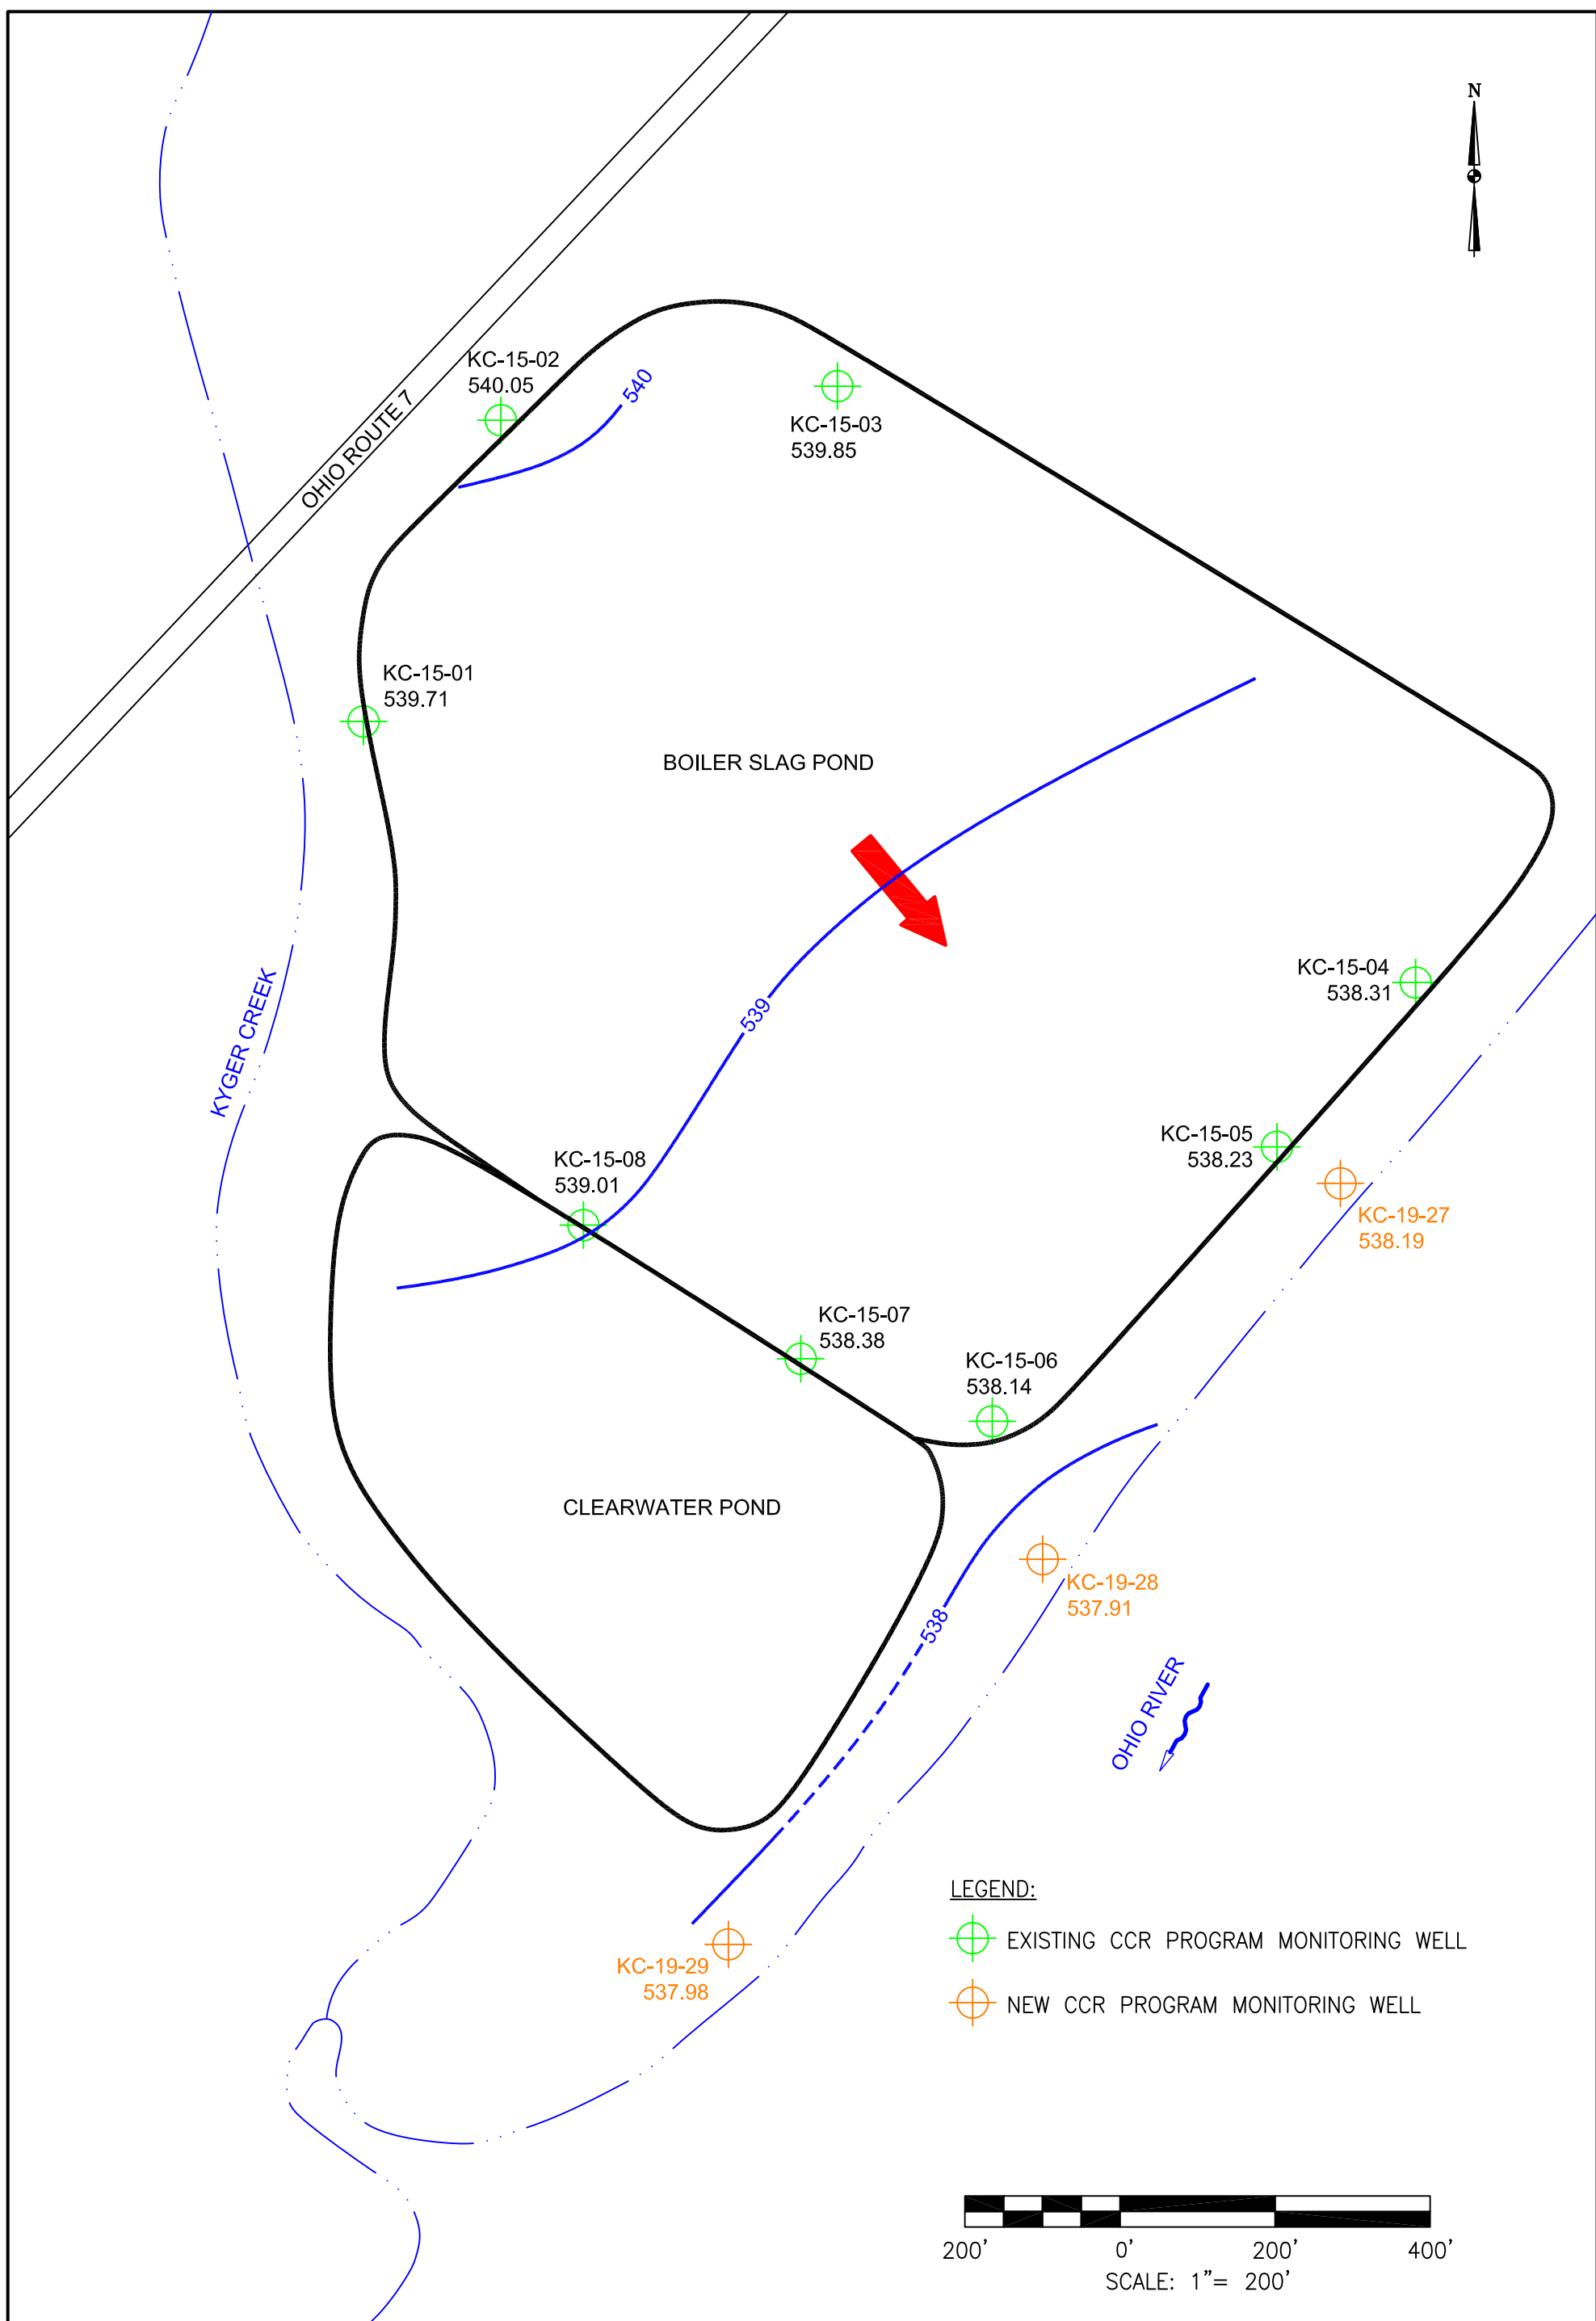 N
KC-15-02
540.05
540
KC-15-03
539.85
OHIO ROUTE 7
KC-15-01
539.71
BOILER SLAG POND
KC-15-04
538.31
539
KYGER CREEK
KC-15-05
538.23
KC-15-08
539.01
KC-19-27
538.19
KC-15-07
538.38
KC-15-06
538.14
CLEARWATER POND
KC-19-28
537.91
538
OHIO RIVER
LEGEND:
EXISTING CCR PROGRAM MONITORING WELL
KC-19-29
537.98
NEW CCR PROGRAM MONITORING WELL
200' 0' 200' 400'
SCALE: 1"= 200'